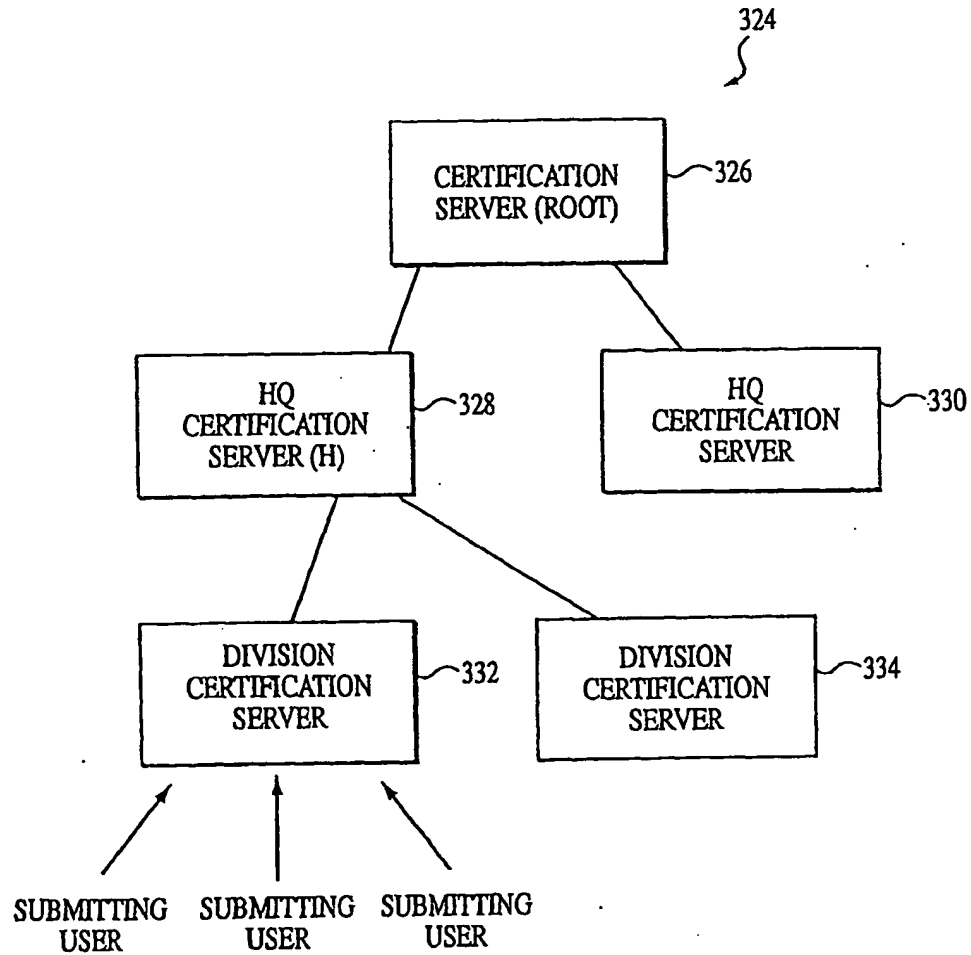 324
CERTIFICATION
SERVER (ROOT)
326
HQ
CERTIFICATION
SERVER (H)
328
HQ
CERTIFICATION
SERVER
330
DIVISION
CERTIFICATION
SERVER
332
DIVISION
CERTIFICATION
SERVER
334
SUBMITTING
USER
SUBMITTING
USER
SUBMITTING
USER